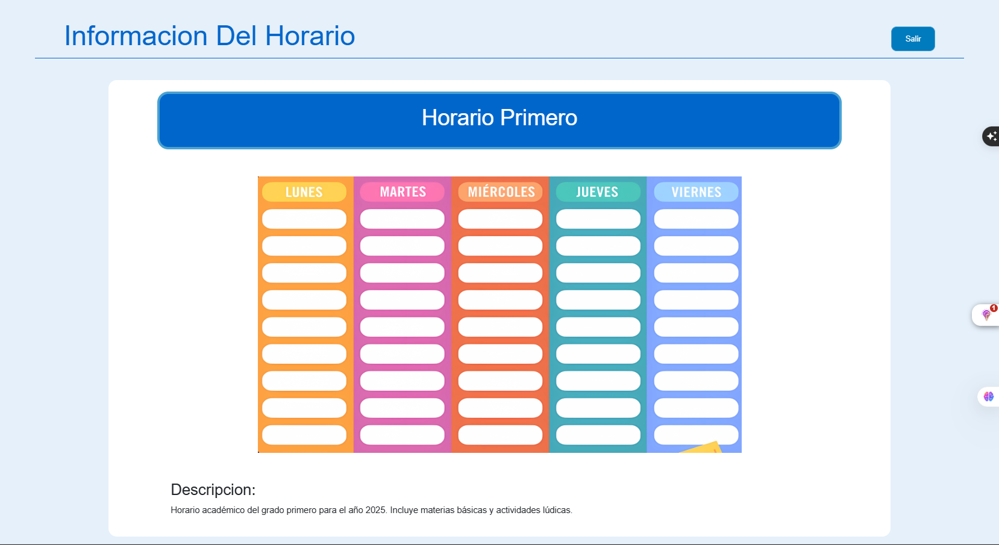 Informacion Del Horario
Salir
Horario Primero
LUNES MARTES MIÉRCOLES JUEVES VIERNES
1
Descripcion:
Horario académico del grado primero para el año 2025. Incluye materias básicas y actividades lúdicas.